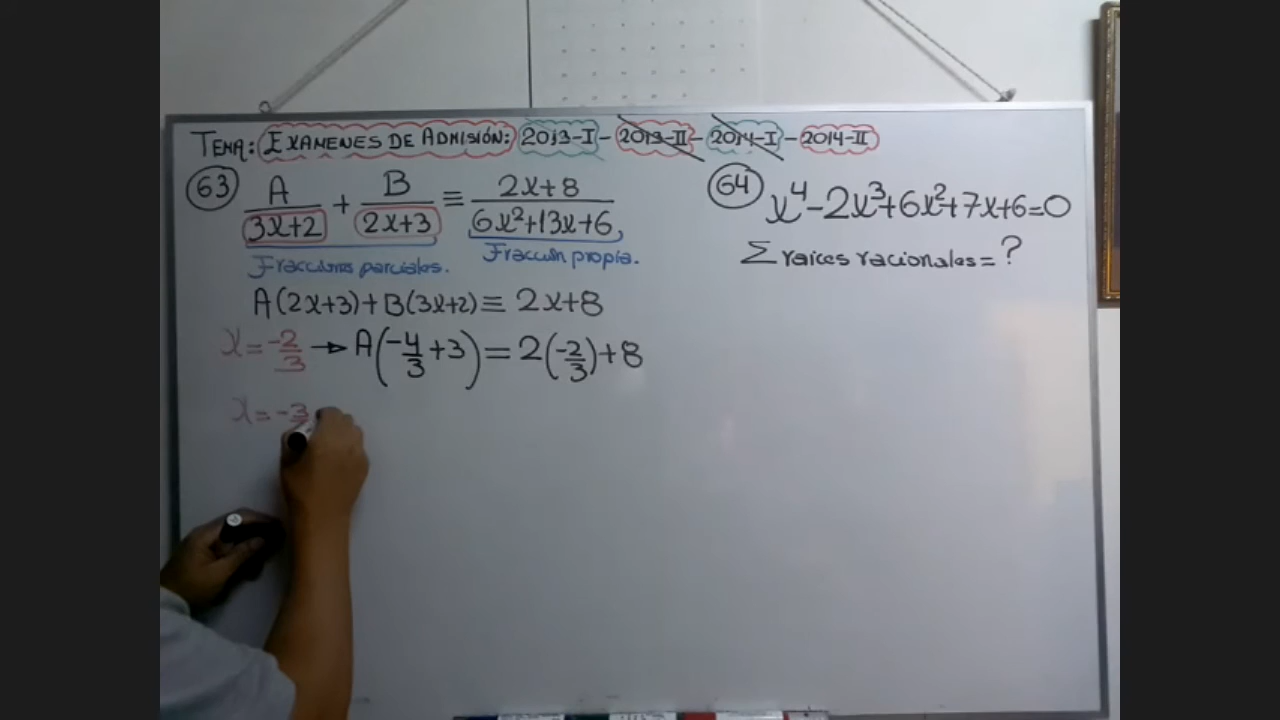 TEMA: EXAMENES DE ADMISIÓN: 2013-I - 2013-II - 2014-I - 2014-II
63 A/(3x+2) + B/(2x+3) ≡ (2x+8)/(6x²+13x+6)
Fracciones parciales. Fracción propia.
A(2x+3)+B(3x+2) ≡ 2x+8
x = -2/3 → A(-4/3+3) = 2(-2/3)+8
x = -3
64 x⁴-2x³+6x²+7x+6=0
Σ raices racionales = ?